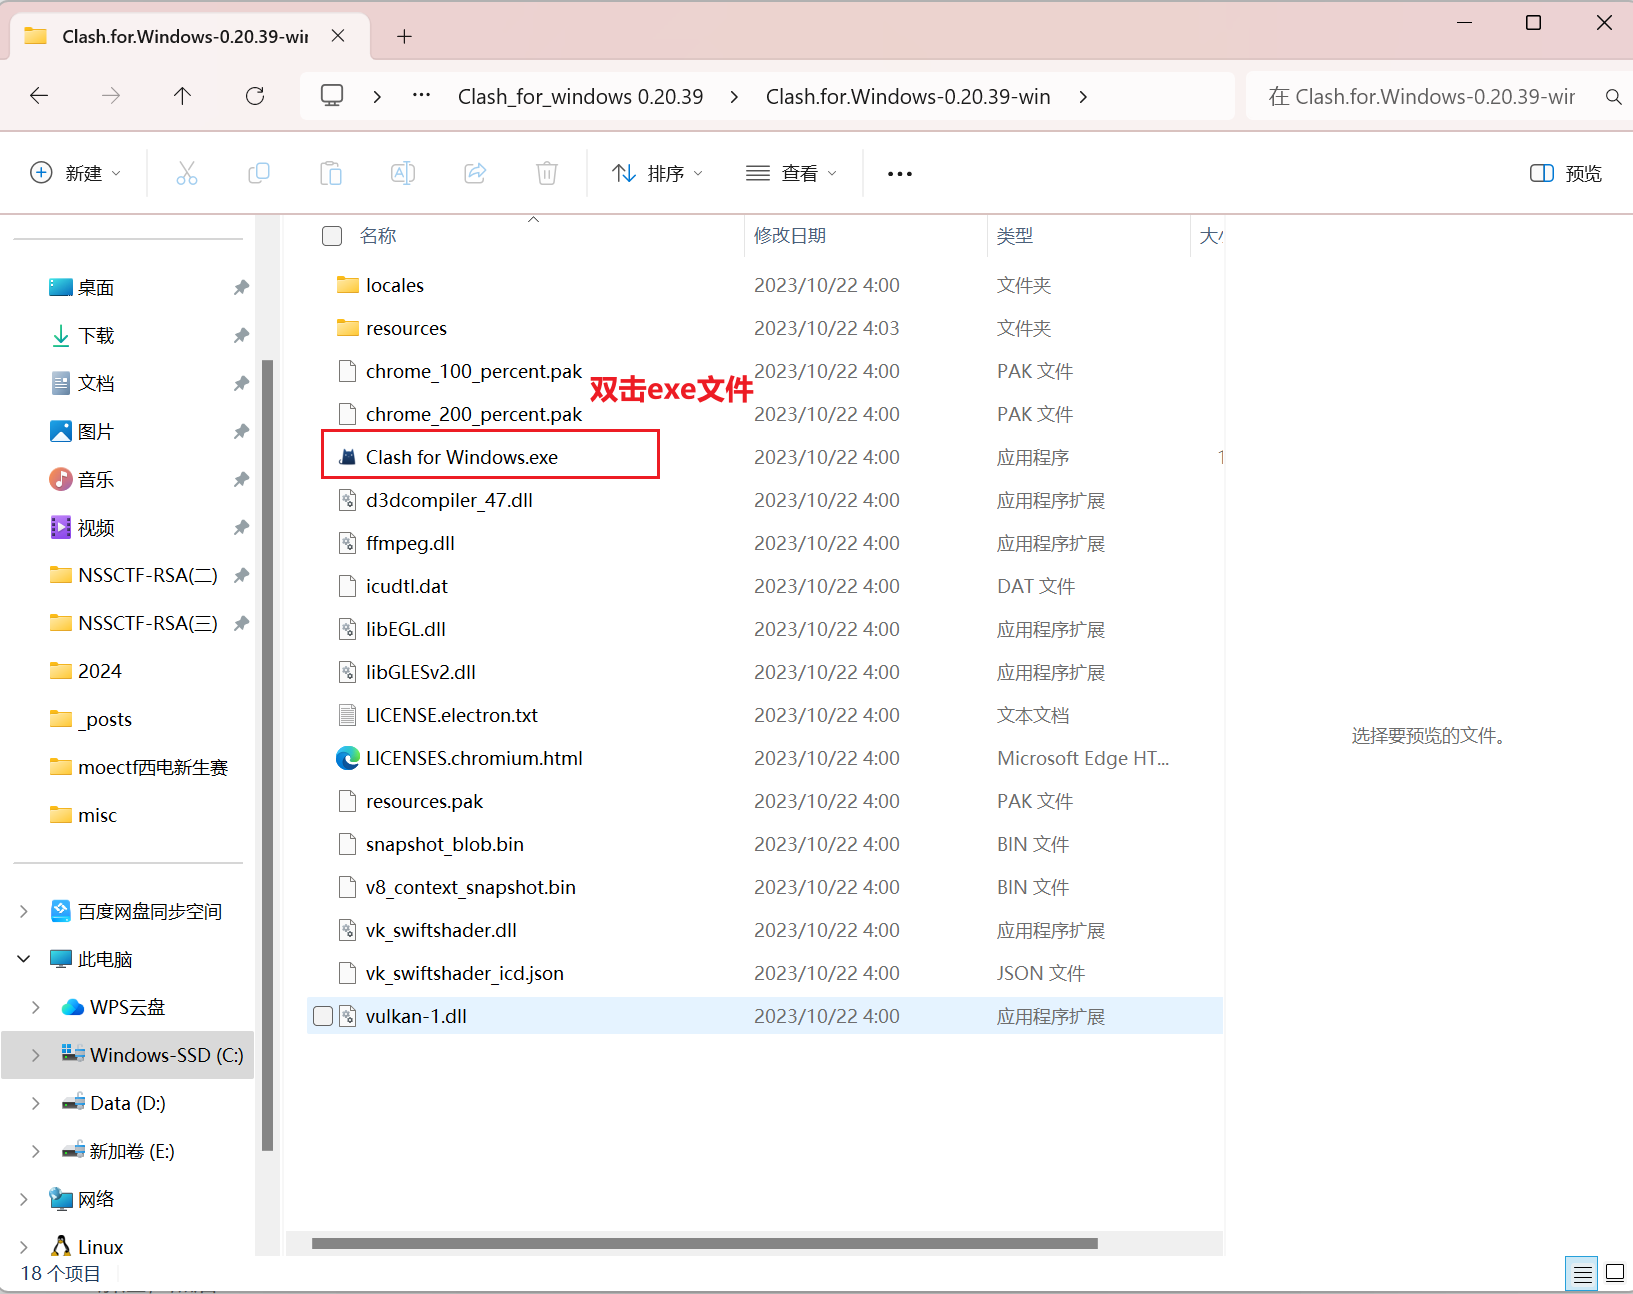 Clash.for.Windows-0.20.39-wir
Clash_for_windows 0.20.39
Clash.for.Windows-0.20.39-win
在 Clash.for.Windows-0.20.39-wir
新建
排序
查看
预览
名称 修改日期 类型 大小
桌面
下载
文档
图片
音乐
视频
NSSCTF-RSA(二)
NSSCTF-RSA(三)
2024
_posts
moectf西电新生赛
misc
百度网盘同步空间
此电脑
WPS云盘
Windows-SSD (C:)
Data (D:)
新加卷 (E:)
网络
Linux
locales 2023/10/22 4:00 文件夹
resources 2023/10/22 4:03 文件夹
chrome_100_percent.pak 2023/10/22 4:00 PAK 文件
双击exe文件
chrome_200_percent.pak 2023/10/22 4:00 PAK 文件
Clash for Windows.exe 2023/10/22 4:00 应用程序 1
d3dcompiler_47.dll 2023/10/22 4:00 应用程序扩展
ffmpeg.dll 2023/10/22 4:00 应用程序扩展
icudtl.dat 2023/10/22 4:00 DAT 文件
libEGL.dll 2023/10/22 4:00 应用程序扩展
libGLESv2.dll 2023/10/22 4:00 应用程序扩展
LICENSE.electron.txt 2023/10/22 4:00 文本文档
LICENSES.chromium.html 2023/10/22 4:00 Microsoft Edge HT...
resources.pak 2023/10/22 4:00 PAK 文件
snapshot_blob.bin 2023/10/22 4:00 BIN 文件
v8_context_snapshot.bin 2023/10/22 4:00 BIN 文件
vk_swiftshader.dll 2023/10/22 4:00 应用程序扩展
vk_swiftshader_icd.json 2023/10/22 4:00 JSON 文件
vulkan-1.dll 2023/10/22 4:00 应用程序扩展
选择要预览的文件。
18 个项目